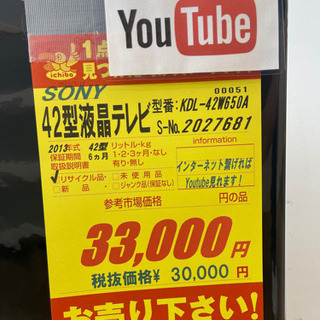 YouTube
1点
見つ
ichibo
00051
SONY
42型液晶テレビ
型番: KDL-42W650A
S-No. 2027681
2013年式 42型 リットル・kg
保証期間 6ヵ月 1・2・3ヶ月・なし
取扱説明書 有り・無し
☑リサイクル品・ □未使用品
□新品・ □ジャンク品(保証なし)
information
インターネット繋げれば
Youtube見れます!
参考市場価格 円の品
33,000円
税抜価格¥ 30,000 円
お売り下さい!